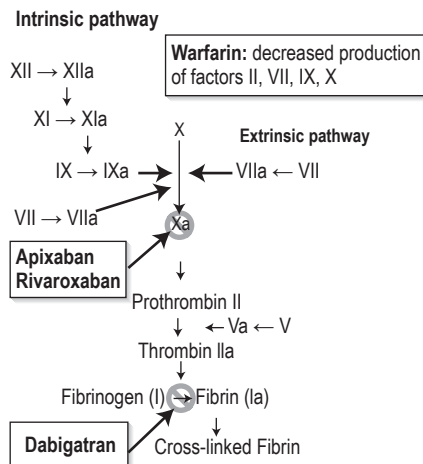 Intrinsic pathway
Warfarin: decreased production
of factors II, VII, IX, X
XII → XIIa
XI → XIa
X
Extrinsic pathway
IX → IXa
VIIa ← VII
VII → VIIa
Xa
Apixaban
Rivaroxaban
Prothrombin II
Va ← V
Thrombin IIa
Fibrinogen (I) → Fibrin (Ia)
Dabigatran
Cross-linked Fibrin